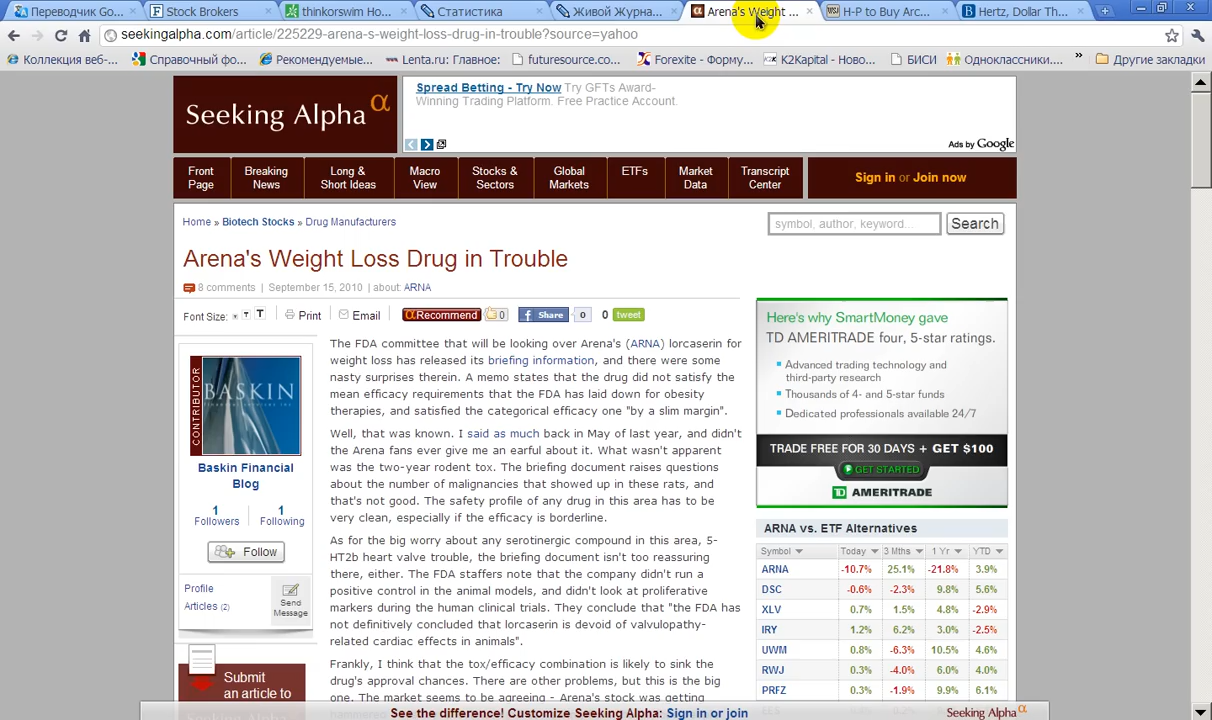 Переводчик Go...
Stock Brokers
thinkorswim Ho...
Статистика
Живой Журна...
Arena's Weight ...
H-P to Buy Arc...
Hertz, Dollar Th...
seekingalpha.com/article/225229-arena-s-weight-loss-drug-in-trouble?source=yahoo
Коллекция веб-...
Справочный фо...
Рекомендуемые...
Lenta.ru: Главное:
futuresource.co...
Forexite - Форму...
K2Kapital - Ново...
БИСИ
Одноклассники....
»
Другие закладки
Seeking Alpha α
Spread Betting - Try Now Try GFTs Award-
Winning Trading Platform. Free Practice Account.
Ads by Google
Front
Page
Breaking
News
Long &
Short Ideas
Macro
View
Stocks &
Sectors
Global
Markets
ETFs
Market
Data
Transcript
Center
Sign in or Join now
Home » Biotech Stocks » Drug Manufacturers
symbol, author, keyword...
Search
Arena's Weight Loss Drug in Trouble
8 comments | September 15, 2010 | about: ARNA
Font Size: T T Print Email α Recommend 0 f Share 0 0 tweet
CONTRIBUTOR
BASKIN
Baskin Financial
Blog
1 1
Followers Following
Follow
Profile
Articles (2)
Send
Message
Submit
an article to
The FDA committee that will be looking over Arena's (ARNA) lorcaserin for
weight loss has released its briefing information, and there were some
nasty surprises therein. A memo states that the drug did not satisfy the
mean efficacy requirements that the FDA has laid down for obesity
therapies, and satisfied the categorical efficacy one "by a slim margin".
Well, that was known. I said as much back in May of last year, and didn't
the Arena fans ever give me an earful about it. What wasn't apparent
was the two-year rodent tox. The briefing document raises questions
about the number of malignancies that showed up in these rats, and
that's not good. The safety profile of any drug in this area has to be
very clean, especially if the efficacy is borderline.
As for the big worry about any serotinergic compound in this area, 5-
HT2b heart valve trouble, the briefing document isn't too reassuring
there, either. The FDA staffers note that the company didn't run a
positive control in the animal models, and didn't look at proliferative
markers during the human clinical trials. They conclude that "the FDA has
not definitively concluded that lorcaserin is devoid of valvulopathy-
related cardiac effects in animals".
Frankly, I think that the tox/efficacy combination is likely to sink the
drug's approval chances. There are other problems, but this is the big
one. The market seems to be agreeing - Arena's stock was getting
Here's why SmartMoney gave
TD AMERITRADE four, 5-star ratings.
Advanced trading technology and
third-party research
Thousands of 4- and 5-star funds
Dedicated professionals available 24/7
TRADE FREE FOR 30 DAYS + GET $100
GET STARTED
TD AMERITRADE
ARNA vs. ETF Alternatives
Symbol Today 3 Mths 1 Yr YTD
ARNA -10.7% 25.1% -21.8% 3.9%
DSC -0.6% -2.3% 9.8% 5.6%
XLV 0.7% 1.5% 4.8% -2.9%
IRY 1.2% 6.2% 3.0% -2.5%
UWM 0.8% -6.3% 10.5% 4.6%
RWJ 0.3% -4.0% 6.0% 4.0%
PRFZ 0.3% -1.9% 9.9% 6.1%
See the difference! Customize Seeking Alpha: Sign in or join
Seeking Alpha α